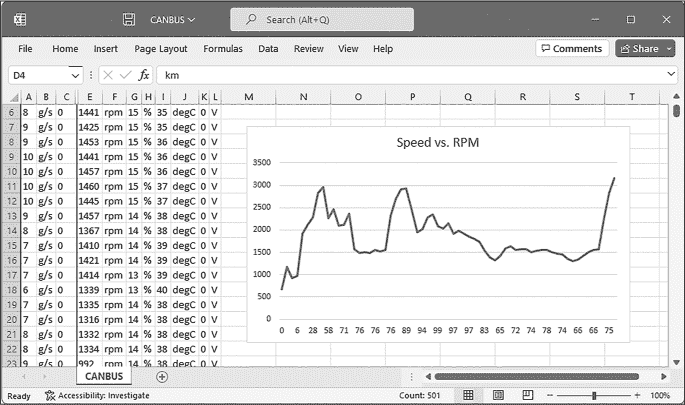 CANBUS Search (Alt+Q)
File Home Insert Page Layout Formulas Data Review View Help Comments Share
D4 fx km
A B C E F G H I J K L M N O P Q R S T
6 8 g/s 0 1441 rpm 15 % 35 degC 0 V
7 9 g/s 0 1425 rpm 15 % 35 degC 0 V
8 9 g/s 0 1453 rpm 15 % 36 degC 0 V
9 10 g/s 0 1441 rpm 15 % 36 degC 0 V
10 10 g/s 0 1457 rpm 15 % 36 degC 0 V
11 10 g/s 0 1460 rpm 15 % 37 degC 0 V
12 10 g/s 0 1445 rpm 15 % 37 degC 0 V
13 9 g/s 0 1457 rpm 14 % 38 degC 0 V
14 8 g/s 0 1367 rpm 14 % 38 degC 0 V
15 7 g/s 0 1410 rpm 14 % 39 degC 0 V
16 7 g/s 0 1421 rpm 14 % 39 degC 0 V
17 7 g/s 0 1414 rpm 13 % 39 degC 0 V
18 6 g/s 0 1339 rpm 13 % 40 degC 0 V
19 7 g/s 0 1335 rpm 14 % 38 degC 0 V
20 7 g/s 0 1316 rpm 14 % 38 degC 0 V
21 8 g/s 0 1332 rpm 14 % 38 degC 0 V
22 8 g/s 0 1334 rpm 14 % 38 degC 0 V
23 9 g/s 0 992 rpm 14 % 38 degC 0 V
Speed vs. RPM
3500
3000
2500
2000
1500
1000
500
0
0 6 28 58 71 76 76 76 89 94 99 97 97 83 65 72 74 74 74 66 66 75
CANBUS
Ready Accessibility: Investigate Count: 501 100%